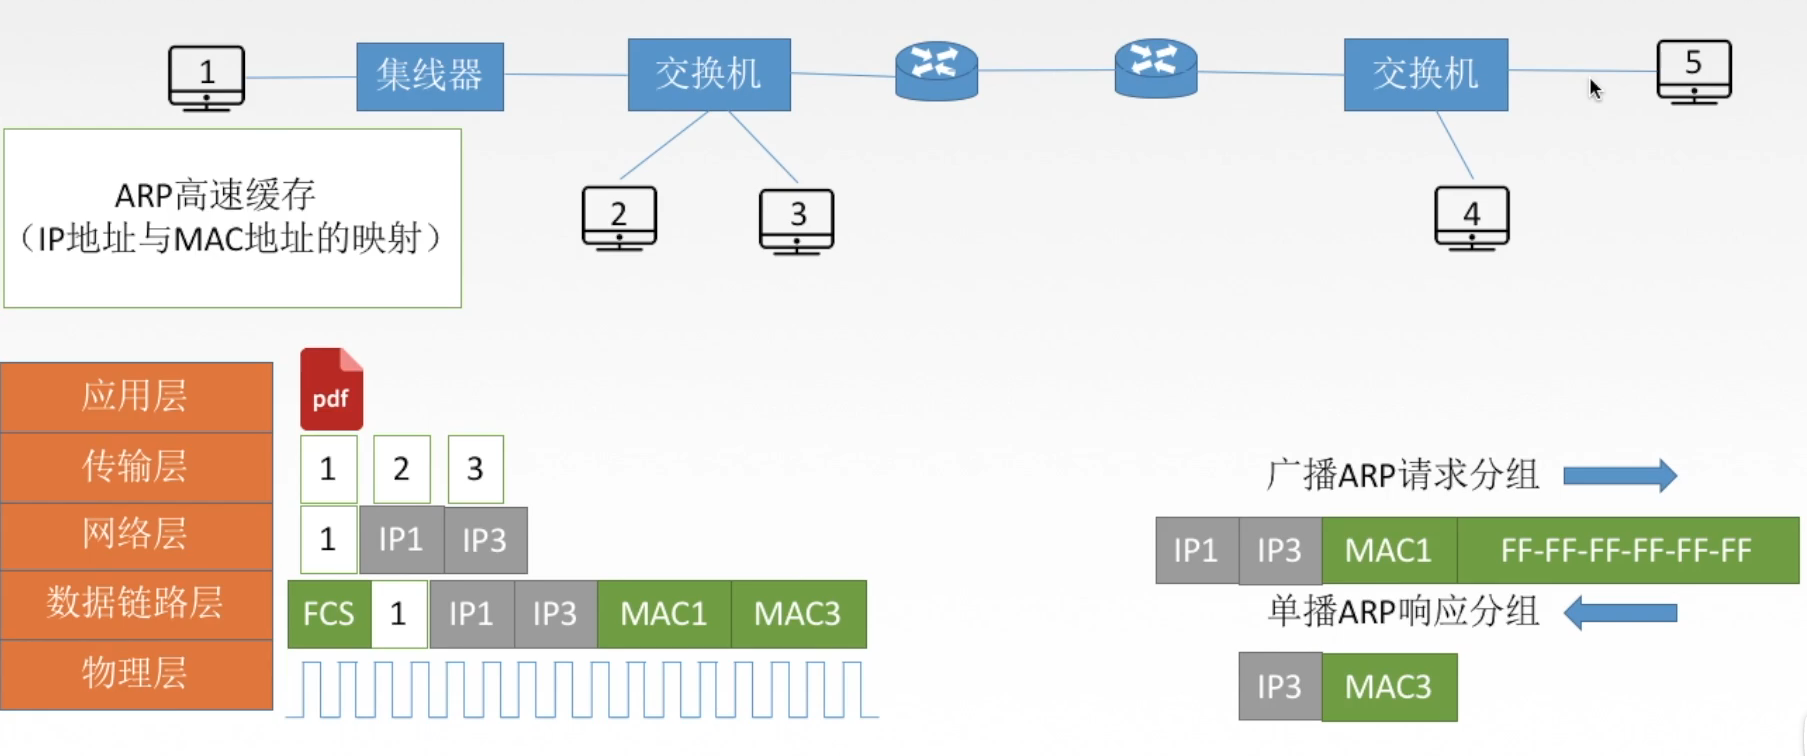 1
集线器
交换机
交换机
5
2
3
4
ARP高速缓存
（IP地址与MAC地址的映射）
应用层
pdf
传输层
1 2 3
网络层
1 IP1 IP3
数据链路层
FCS 1 IP1 IP3 MAC1 MAC3
物理层
广播ARP请求分组
IP1 IP3 MAC1 FF-FF-FF-FF-FF-FF
单播ARP响应分组
IP3 MAC3